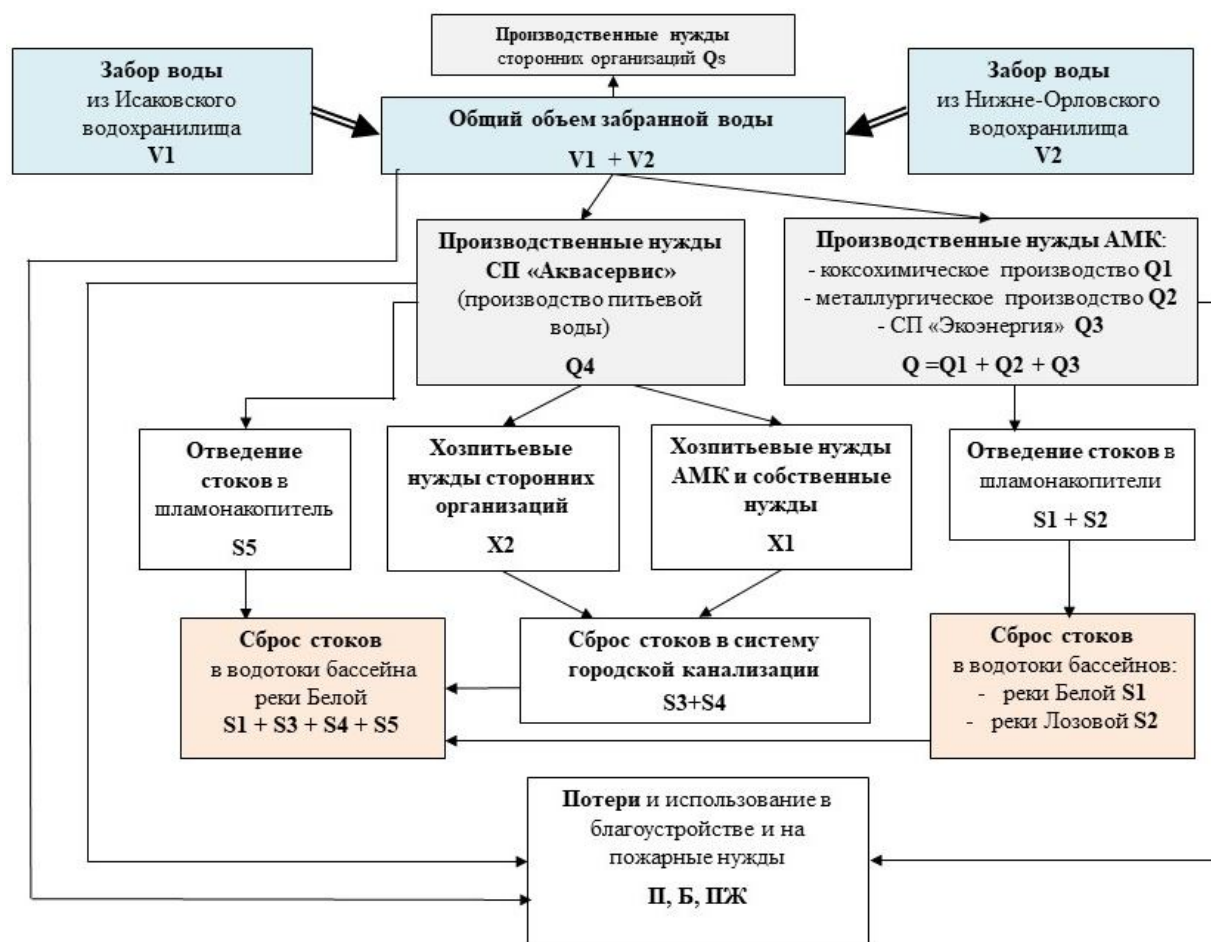 Производственные нужды
сторонних организаций Qs
Забор воды
из Исаковского
водохранилища
V1
Общий объем забранной воды
V1 + V2
Забор воды
из Нижне-Орловского
водохранилища
V2
Производственные нужды
СП «Аквасервис»
(производство питьевой
воды)
Q4
Производственные нужды АМК:
- коксохимическое производство Q1
- металлургическое производство Q2
- СП «Экоэнергия» Q3
Q =Q1 + Q2 + Q3
Отведение
стоков в
шламонакопитель
S5
Хозпитьевые
нужды сторонних
организаций
X2
Хозпитьевые нужды
АМК и собственные
нужды
X1
Отведение стоков в
шламонакопители
S1 + S2
Сброс стоков
в водотоки бассейна
реки Белой
S1 + S3 + S4 + S5
Сброс стоков в систему
городской канализации
S3+S4
Сброс стоков
в водотоки бассейнов:
- реки Белой S1
- реки Лозовой S2
Потери и использование в
благоустройстве и на
пожарные нужды
П, Б, ПЖ